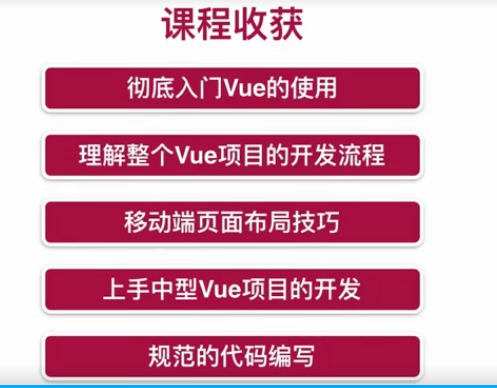 课程收获
彻底入门Vue的使用
理解整个Vue项目的开发流程
移动端页面布局技巧
上手中型Vue项目的开发
规范的代码编写